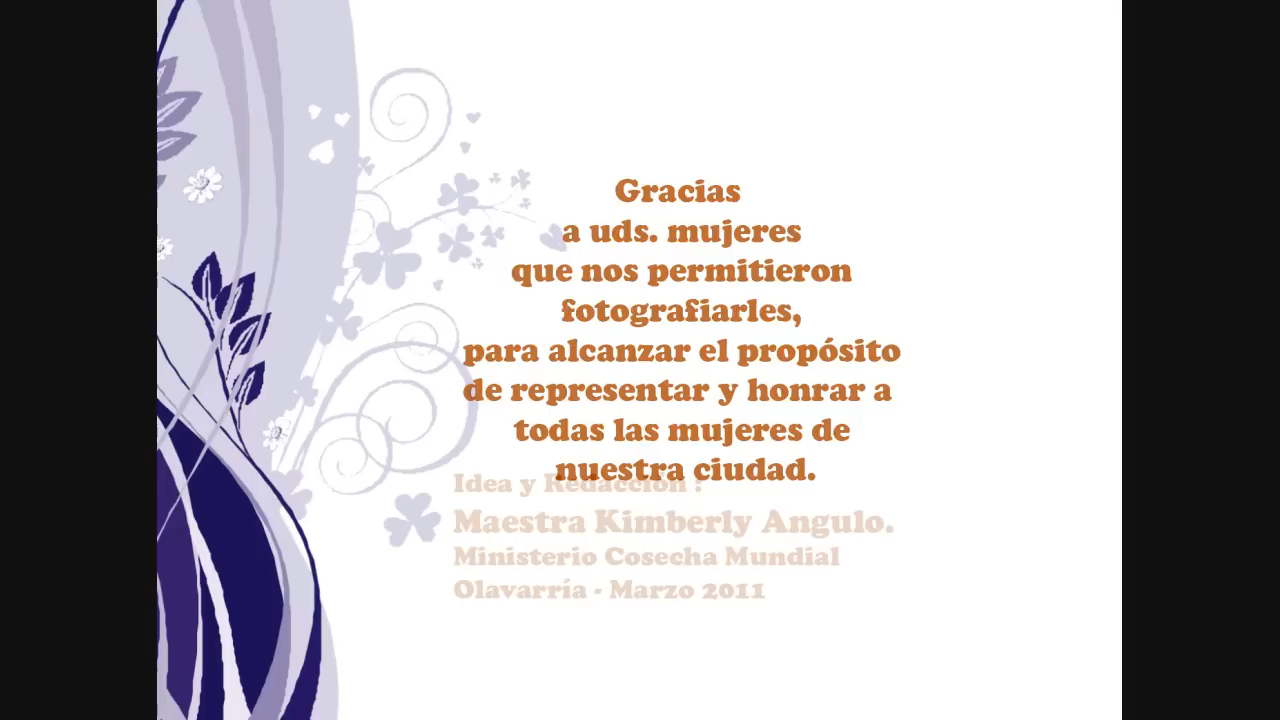 Gracias
a uds. mujeres
que nos permitieron
fotografiarles,
para alcanzar el propósito
de representar y honrar a
todas las mujeres de
nuestra ciudad.
Idea y Redacción :
Maestra Kimberly Angulo.
Ministerio Cosecha Mundial
Olavarría - Marzo 2011